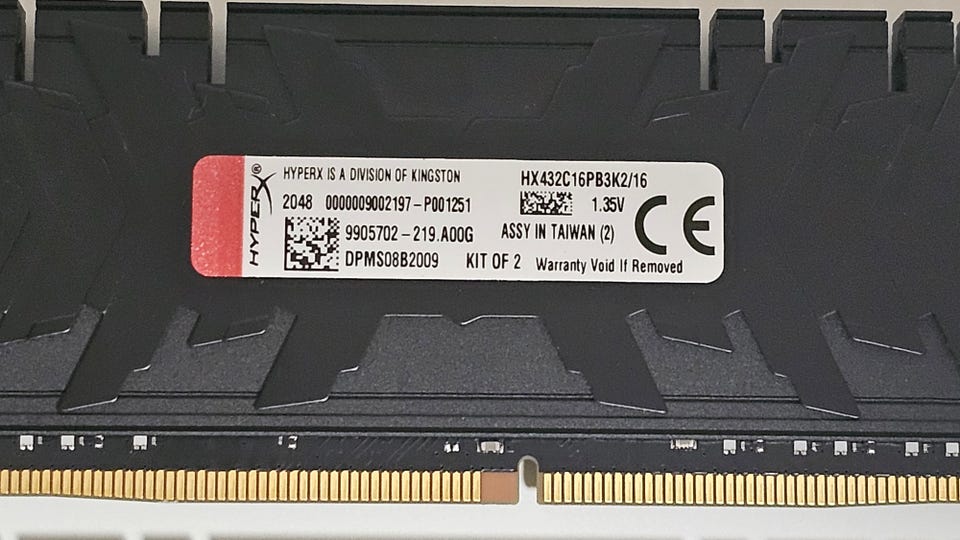 HYPERX®
HYPERX IS A DIVISION OF KINGSTON
2048 0000009002197-P001251
9905702-219.A00G
DPMS08B2009 KIT OF 2
HX432C16PB3K2/16
1.35V
ASSY IN TAIWAN (2)
Warranty Void If Removed
CE